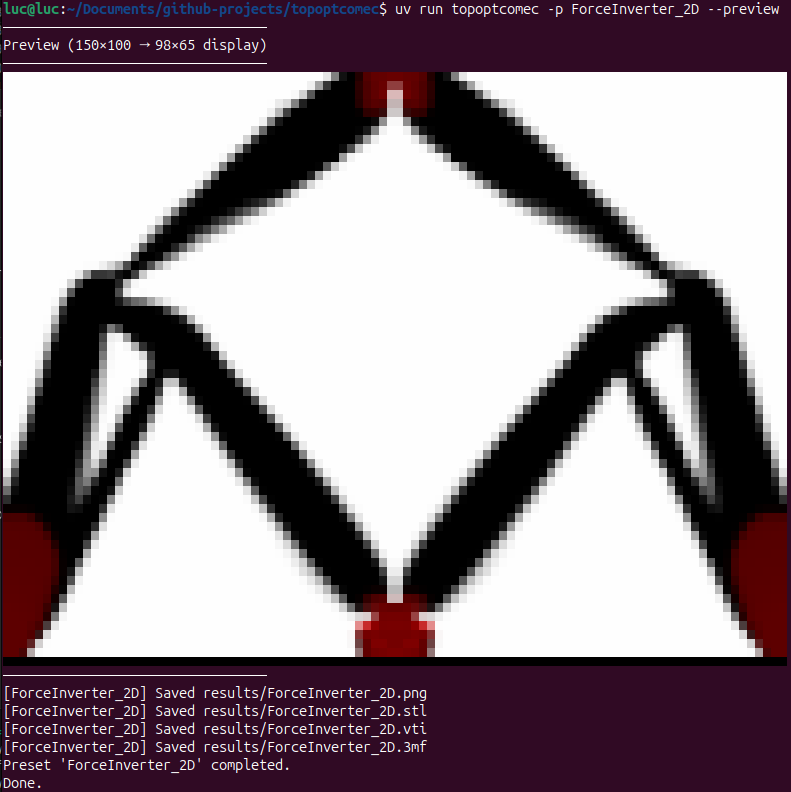 luc@luc:~/Documents/github-projects/topoptcomec$ uv run topoptcomec -p ForceInverter_2D --preview
Preview (150×100 → 98×65 display)
[ForceInverter_2D] Saved results/ForceInverter_2D.png
[ForceInverter_2D] Saved results/ForceInverter_2D.stl
[ForceInverter_2D] Saved results/ForceInverter_2D.vti
[ForceInverter_2D] Saved results/ForceInverter_2D.3mf
Preset 'ForceInverter_2D' completed.
Done.